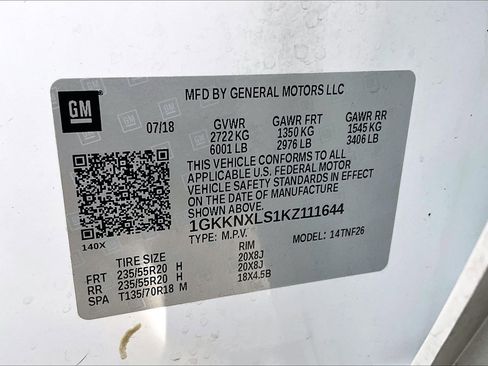 GM
MFD BY GENERAL MOTORS LLC
07/18 GVWR GAWR FRT GAWR RR
2722 KG 1350 KG 1545 KG
6001 LB 2976 LB 3406 LB
THIS VEHICLE CONFORMS TO ALL
APPLICABLE U.S. FEDERAL MOTOR
VEHICLE SAFETY STANDARDS IN EFFECT
ON THE DATE OF MANUFACTURE
SHOWN ABOVE.
1GKKNXLS1KZ111644
140X TYPE: M.P.V. MODEL: 14TNF26
TIRE SIZE RIM
FRT 235/55R20 H 20X8J
RR 235/55R20 H 20X8J
SPA T135/70R18 M 18X4.5B